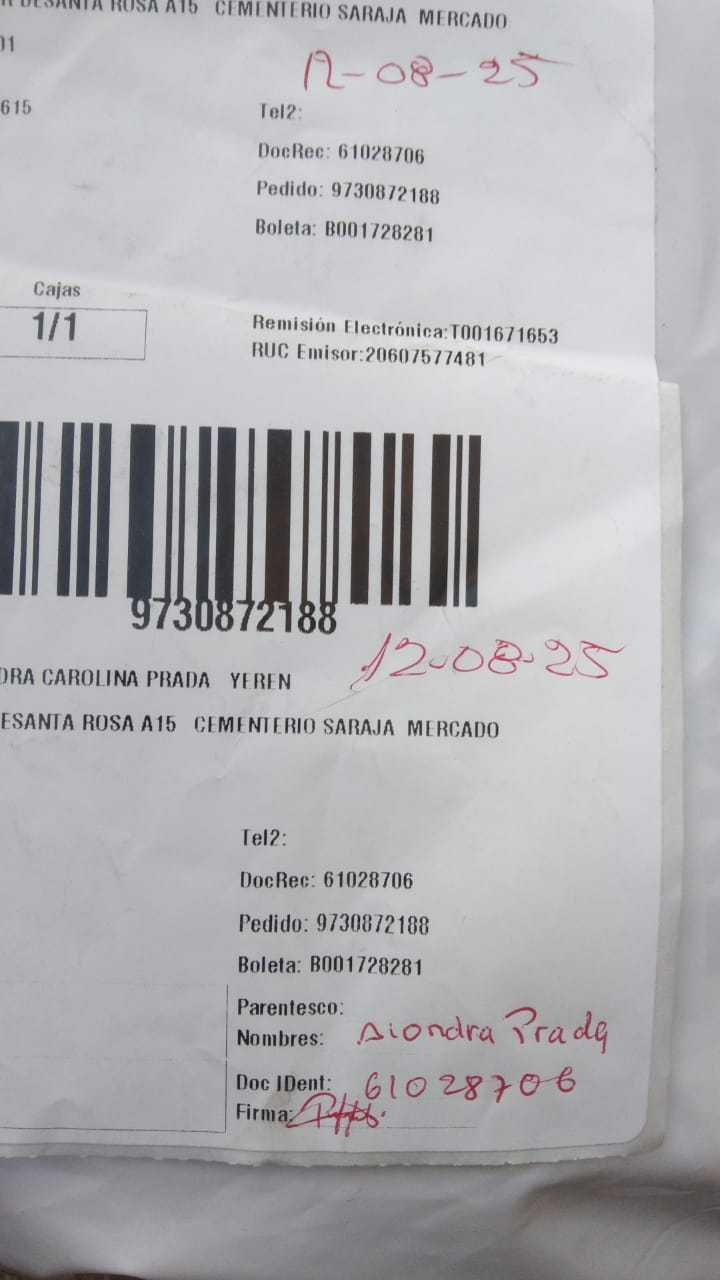 DESANTA ROSA A15 CEMENTERIO SARAJA MERCADO
01
12-08-25
615
Tel2:
DocRec: 61028706
Pedido: 9730872188
Boleta: B001728281
Cajas
1/1
Remisión Electrónica:T001671653
RUC Emisor:20607577481
9730872188
12-08-25
DRA CAROLINA PRADA YEREN
ESANTA ROSA A15 CEMENTERIO SARAJA MERCADO
Tel2:
DocRec: 61028706
Pedido: 9730872188
Boleta: B001728281
Parentesco:
Nombres: Diondra Prada
Doc IDent: 61028706
Firma: